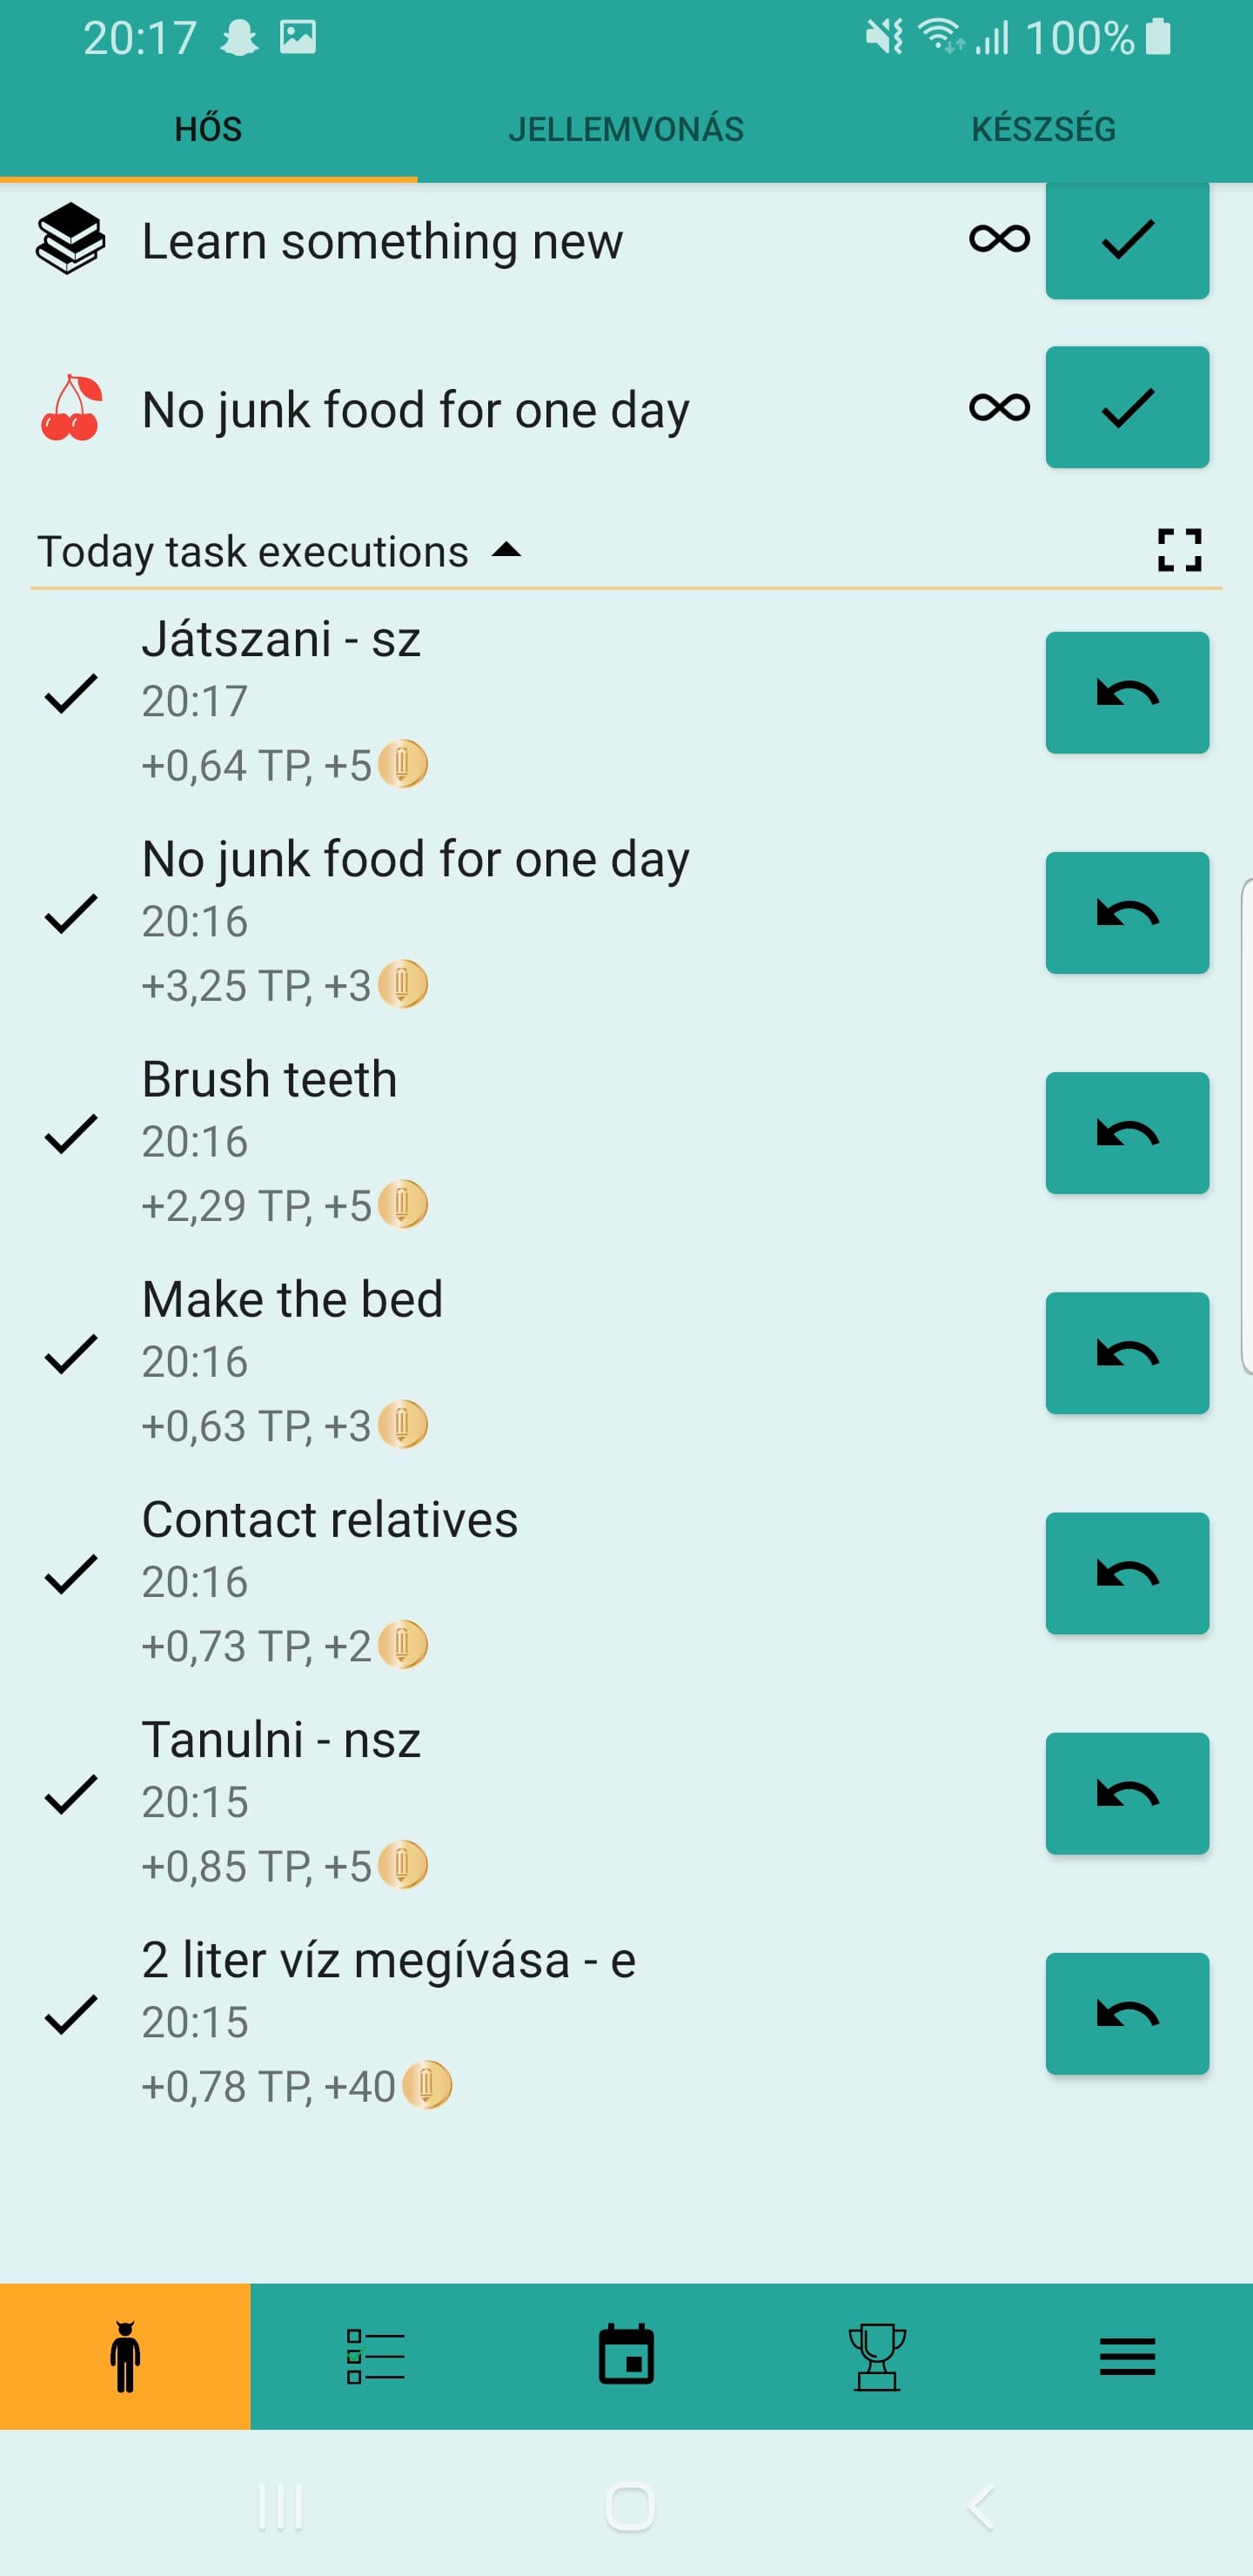 20:17 100%
HŐS JELLEMVONÁS KÉSZSÉG
Learn something new
No junk food for one day
Today task executions
Játszani - sz
20:17
+0,64 TP, +5
No junk food for one day
20:16
+3,25 TP, +3
Brush teeth
20:16
+2,29 TP, +5
Make the bed
20:16
+0,63 TP, +3
Contact relatives
20:16
+0,73 TP, +2
Tanulni - nsz
20:15
+0,85 TP, +5
2 liter víz megívása - e
20:15
+0,78 TP, +40